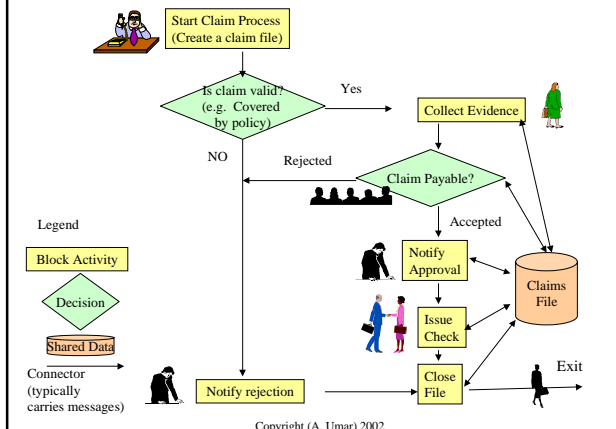 Start Claim Process
(Create a claim file)
Is claim valid?
(e.g. Covered
by policy)
Yes
Collect Evidence
NO
Rejected
Claim Payable?
Accepted
Legend
Block Activity
Decision
Shared Data
Connector
(typically
carries messages)
Notify
Approval
Claims
File
Issue
Check
Notify rejection
Close
File
Exit
Copyright (A. Umar) 2002